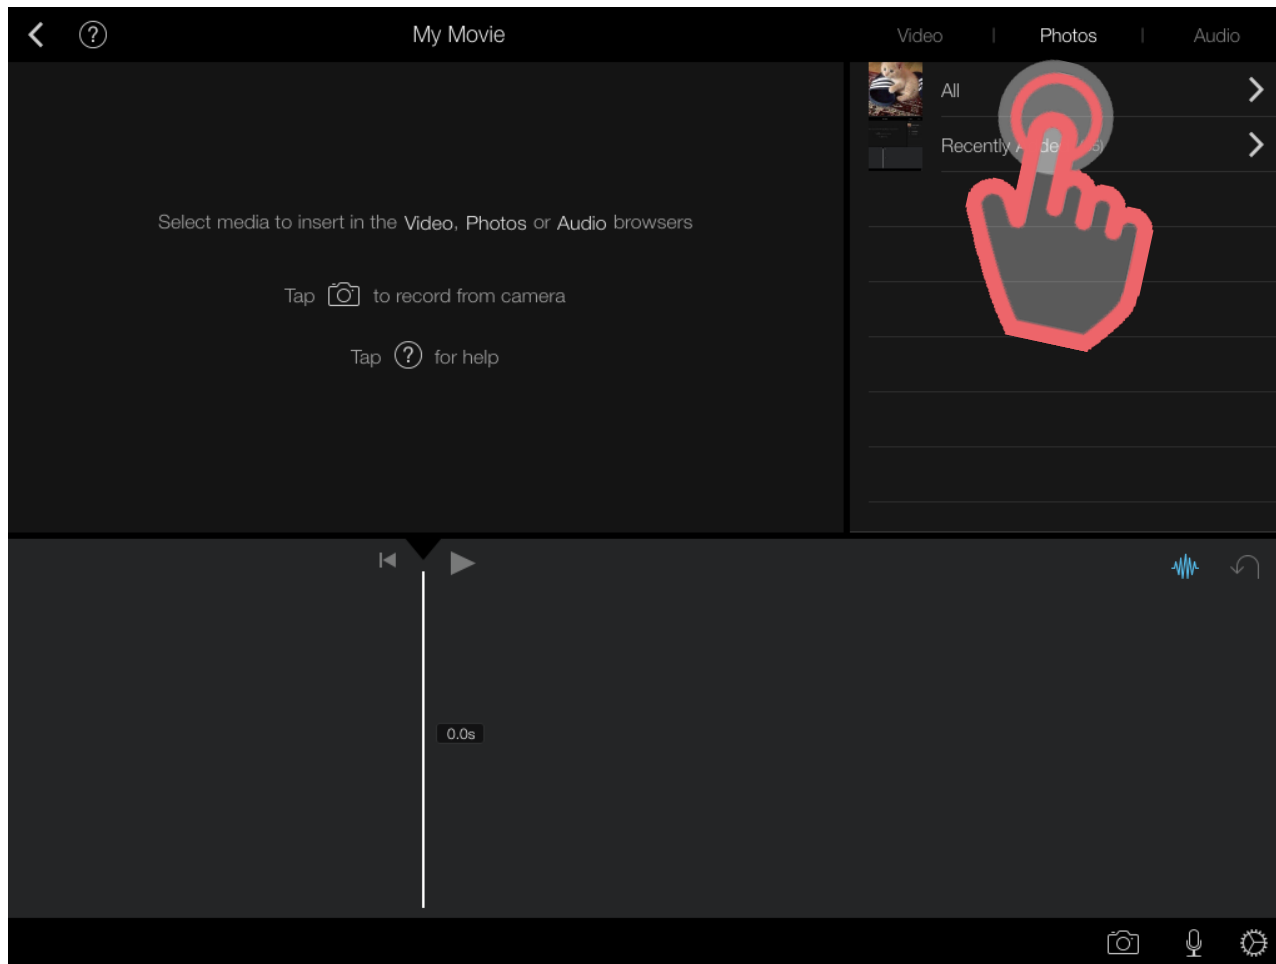 My Movie
Video | Photos | Audio
All
Recently
Select media to insert in the Video, Photos or Audio browsers
Tap to record from camera
Tap ? for help
0.0s